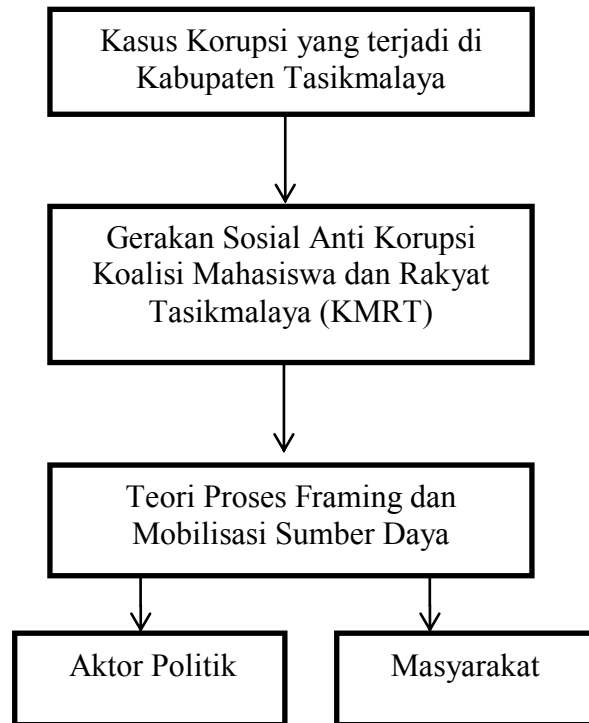 Kasus Korupsi yang terjadi di
Kabupaten Tasikmalaya
Gerakan Sosial Anti Korupsi
Koalisi Mahasiswa dan Rakyat
Tasikmalaya (KMRT)
Teori Proses Framing dan
Mobilisasi Sumber Daya
Aktor Politik
Masyarakat